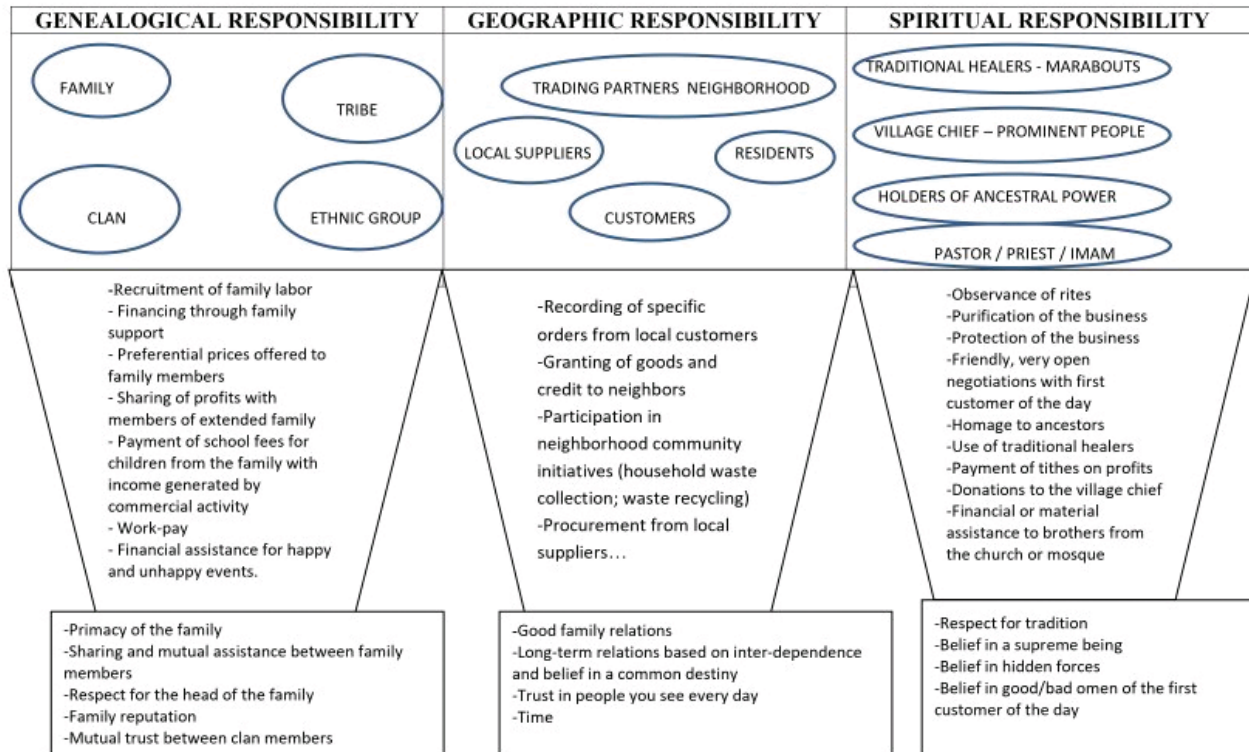 GENEALOGICAL RESPONSIBILITY
FAMILY
TRIBE
CLAN
ETHNIC GROUP
-Recruitment of family labor
- Financing through family
support
- Preferential prices offered to
family members
- Sharing of profits with
members of extended family
- Payment of school fees for
children from the family with
income generated by
commercial activity
- Work-pay
- Financial assistance for happy
and unhappy events.
-Primacy of the family
-Sharing and mutual assistance between family
members
-Respect for the head of the family
-Family reputation
-Mutual trust between clan members
GEOGRAPHIC RESPONSIBILITY
TRADING PARTNERS NEIGHBORHOOD
LOCAL SUPPLIERS
RESIDENTS
CUSTOMERS
-Recording of specific
orders from local customers
-Granting of goods and
credit to neighbors
-Participation in
neighborhood community
initiatives (household waste
collection; waste recycling)
-Procurement from local
suppliers…
-Good family relations
-Long-term relations based on inter-dependence
and belief in a common destiny
-Trust in people you see every day
-Time
SPIRITUAL RESPONSIBILITY
TRADITIONAL HEALERS - MARABOUTS
VILLAGE CHIEF – PROMINENT PEOPLE
HOLDERS OF ANCESTRAL POWER
PASTOR / PRIEST / IMAM
-Observance of rites
-Purification of the business
-Protection of the business
-Friendly, very open
negotiations with first
customer of the day
-Homage to ancestors
-Use of traditional healers
-Payment of tithes on profits
-Donations to the village chief
-Financial or material
assistance to brothers from
the church or mosque
-Respect for tradition
-Belief in a supreme being
-Belief in hidden forces
-Belief in good/bad omen of the first
customer of the day